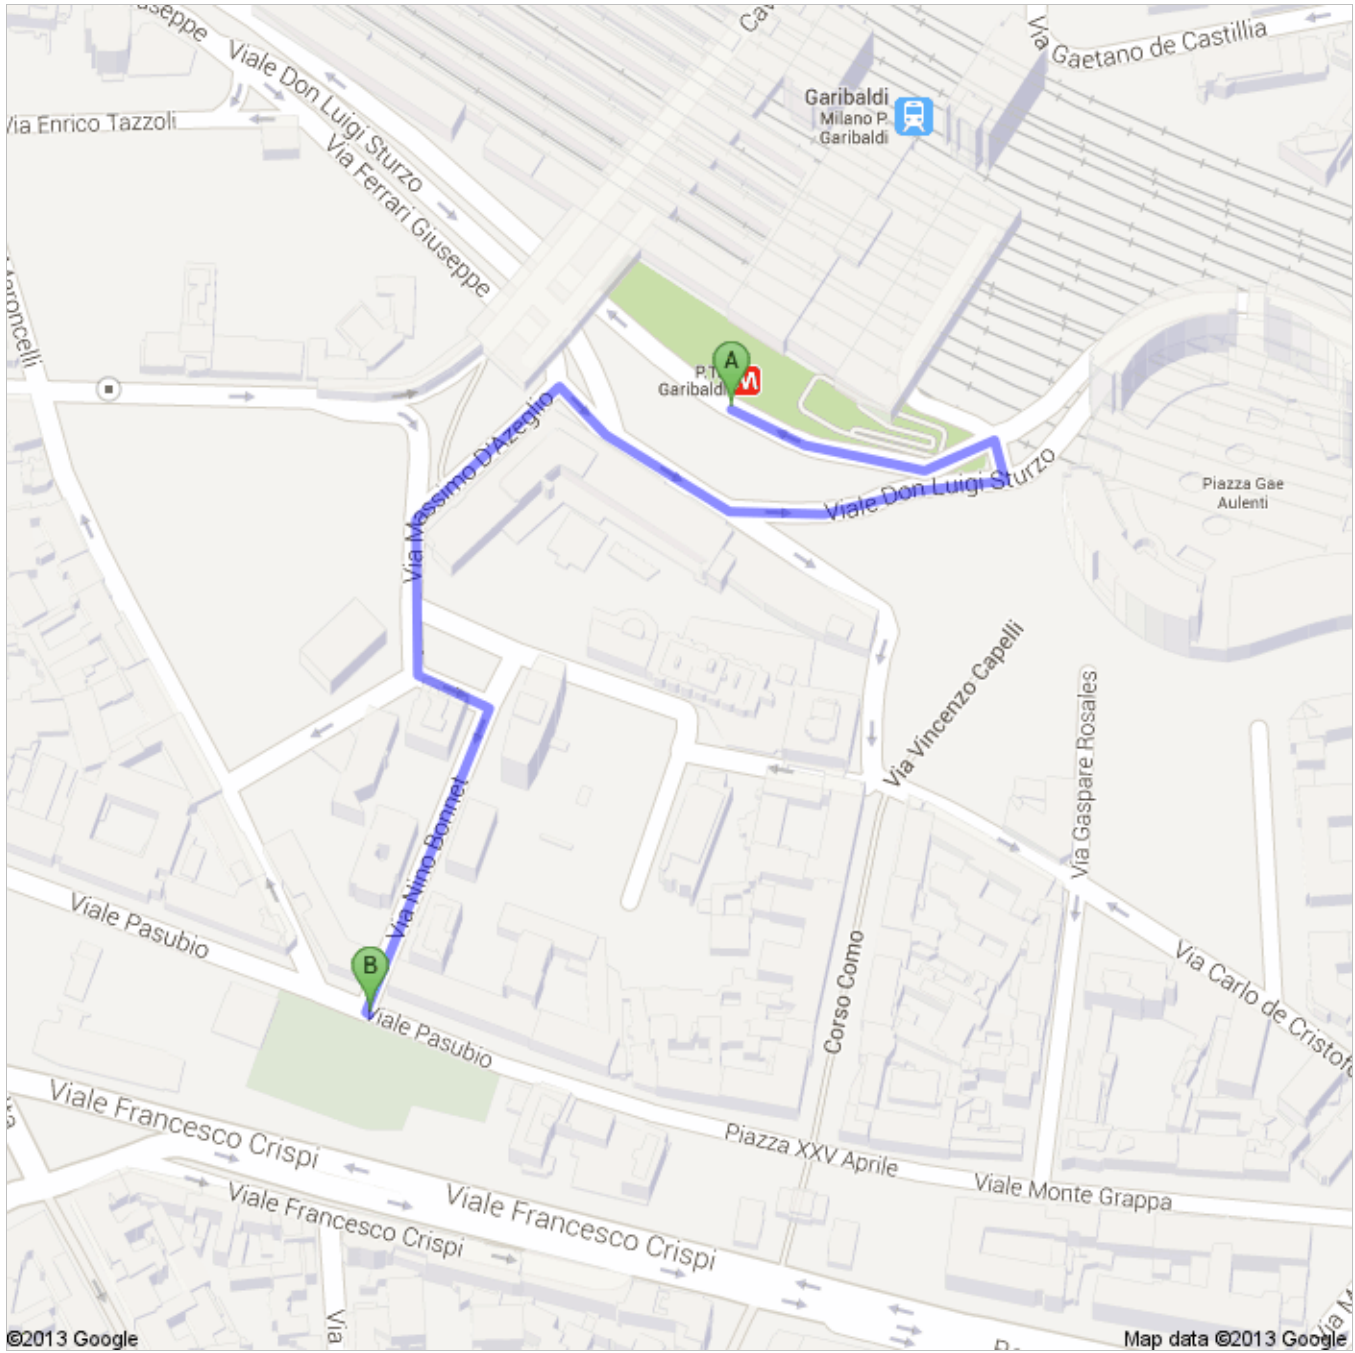 Viale Don Luigi Sturzo
Via Gaetano de Castillia
Garibaldi
Milano P.
Garibaldi
Via Enrico Tazzoli
Via Ferrari Giuseppe
A
M
Garibaldi
Via Massimo D'Azeglio
Viale Don Luigi Sturzo
Piazza Gae
Aulenti
Via Vincenzo Capelli
Via Gaspare Rosales
Via Nino Bonnet
Viale Pasubio
B
Viale Pasubio
Corso Como
Via Carlo de Cristofo
Viale Francesco Crispi
Piazza XXV Aprile
Viale Monte Grappa
Viale Francesco Crispi
Viale Francesco Crispi
Via
©2013 Google
Map data ©2013 Google